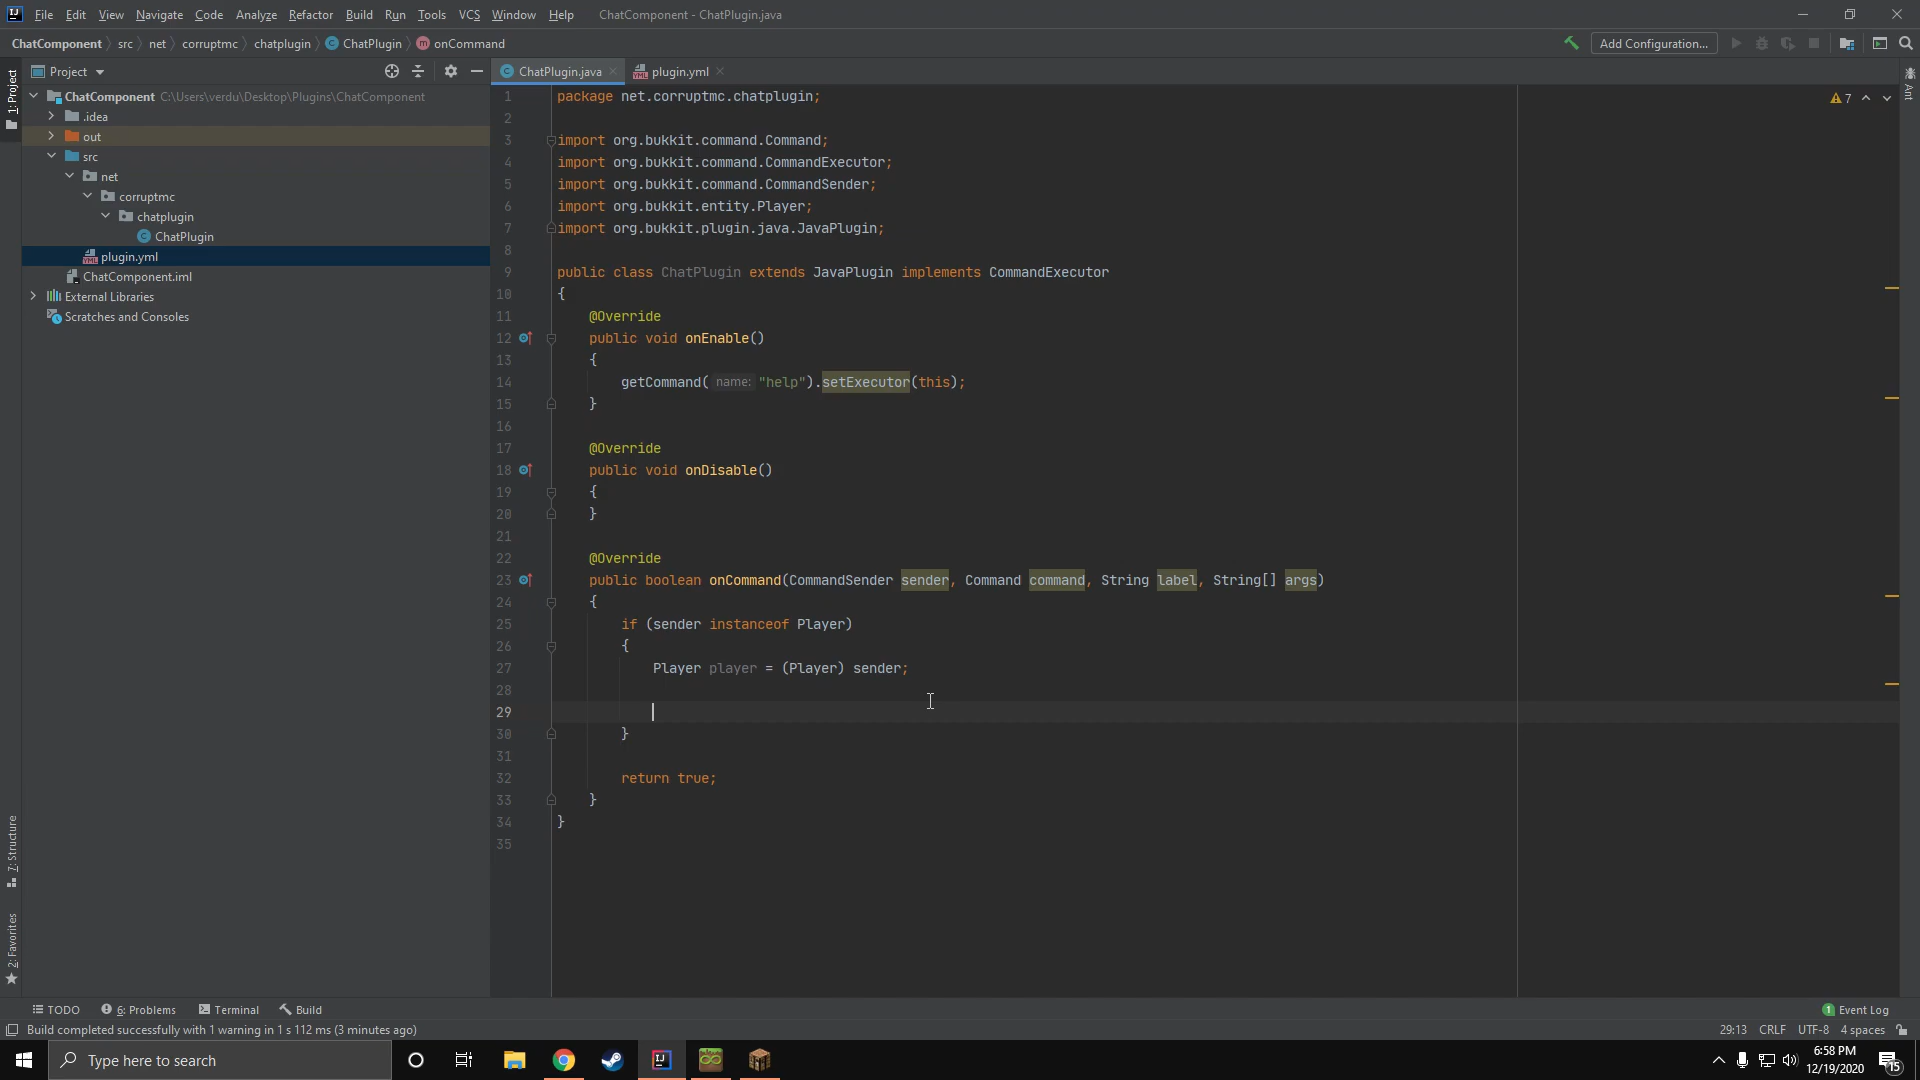 File Edit View Navigate Code Analyze Refactor Build Run Tools VCS Window Help ChatComponent - ChatPlugin.java
ChatComponent src net corruptmc chatplugin ChatPlugin onCommand Add Configuration...
Project
ChatPlugin.java
plugin.yml
1: Project
ChatComponent C:\Users\verdu\Desktop\Plugins\ChatComponent
.idea
out
src
net
corruptmc
chatplugin
ChatPlugin
plugin.yml
ChatComponent.iml
External Libraries
Scratches and Consoles
7: Structure
2: Favorites
1 package net.corruptmc.chatplugin;
2
3 import org.bukkit.command.Command;
4 import org.bukkit.command.CommandExecutor;
5 import org.bukkit.command.CommandSender;
6 import org.bukkit.entity.Player;
7 import org.bukkit.plugin.java.JavaPlugin;
8
9 public class ChatPlugin extends JavaPlugin implements CommandExecutor
10 {
11 @Override
12 public void onEnable()
13 {
14 getCommand( name: "help").setExecutor(this);
15 }
16
17 @Override
18 public void onDisable()
19 {
20 }
21
22 @Override
23 public boolean onCommand(CommandSender sender, Command command, String label, String[] args)
24 {
25 if (sender instanceof Player)
26 {
27 Player player = (Player) sender;
28
29
30 }
31
32 return true;
33 }
34 }
35
7
Ant
TODO 6: Problems Terminal Build
1 Event Log
Build completed successfully with 1 warning in 1 s 112 ms (3 minutes ago)
29:13 CRLF UTF-8 4 spaces
Type here to search
6:58 PM
12/19/2020
15